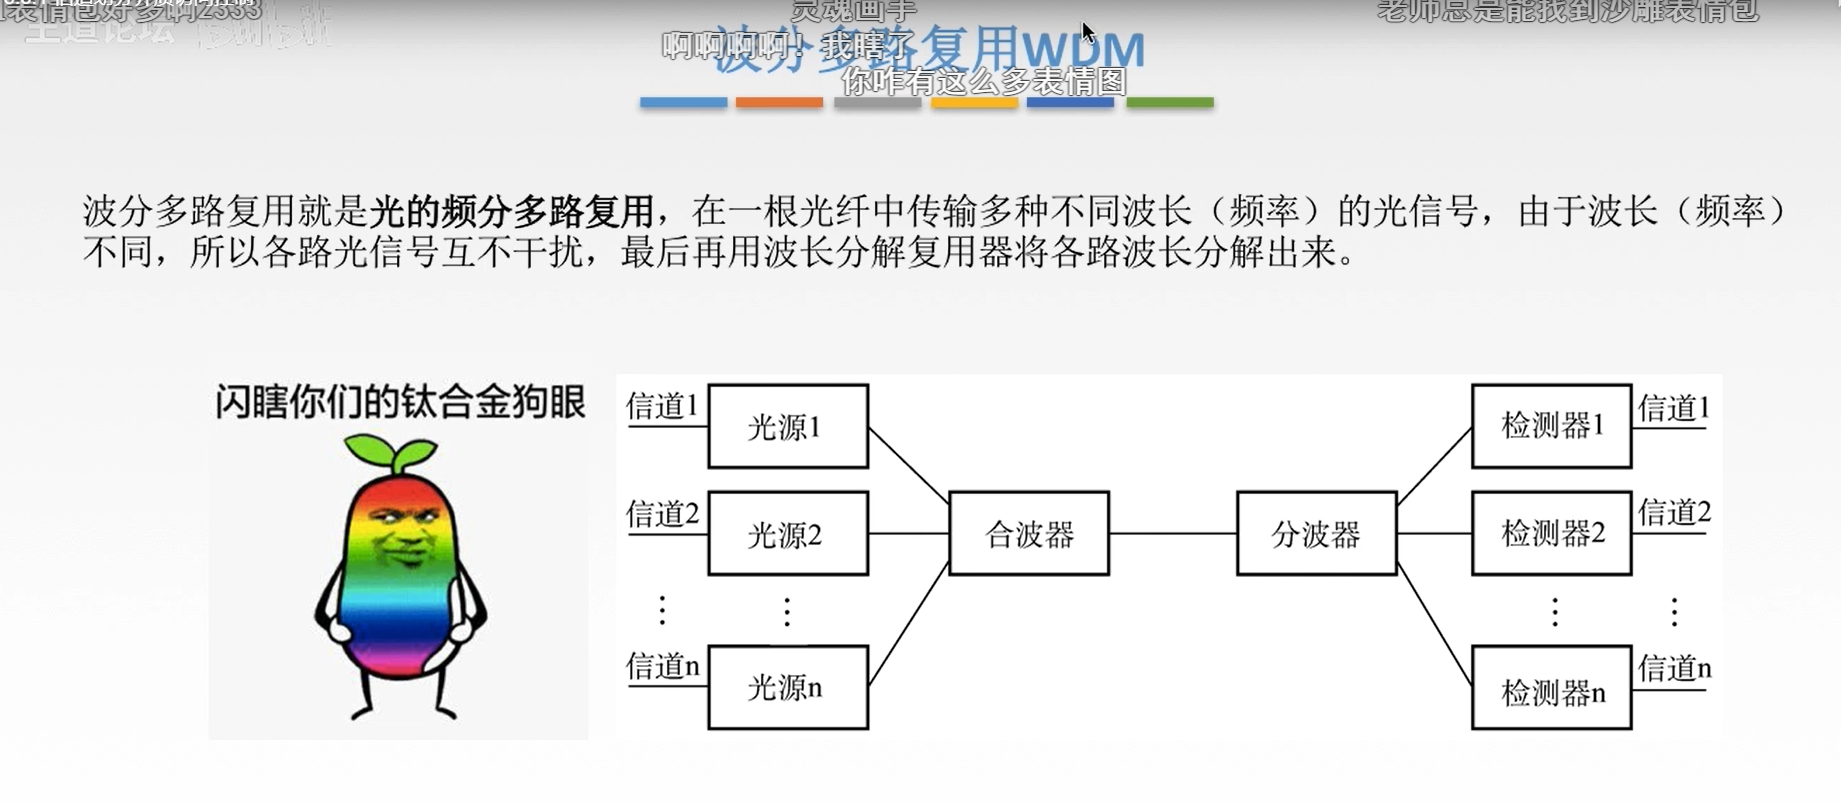 表情包好多啊2333
灵魂画手
老师总是能找到沙雕表情包
王道论坛 bilibili
啊啊啊啊！我瞎了
波分多路复用WDM
你咋有这么多表情图
波分多路复用就是光的频分多路复用，在一根光纤中传输多种不同波长（频率）的光信号，由于波长（频率）
不同，所以各路光信号互不干扰，最后再用波长分解复用器将各路波长分解出来。
闪瞎你们的钛合金狗眼
信道1
光源1
检测器1
信道1
信道2
光源2
合波器
分波器
检测器2
信道2
信道n
光源n
检测器n
信道n